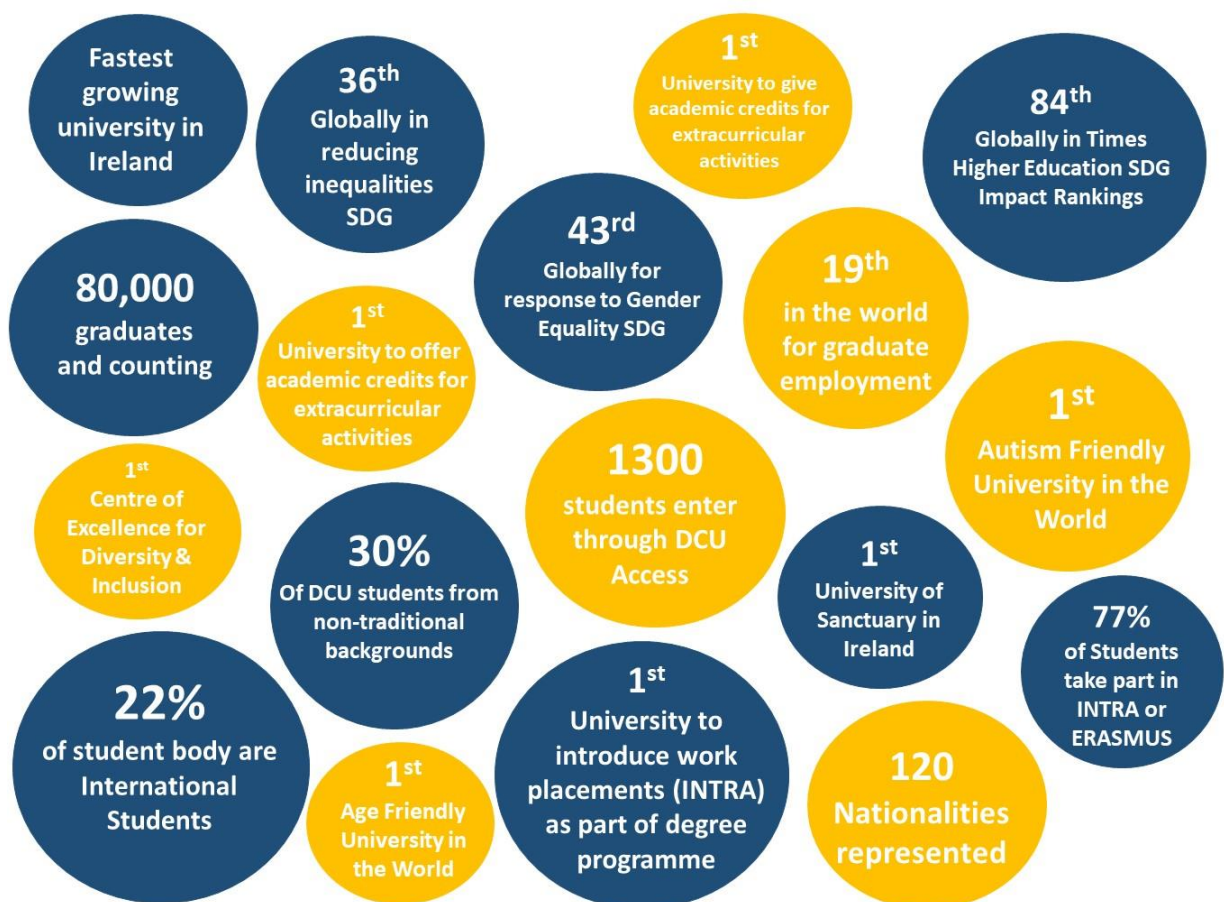 Fastest
growing
university in
Ireland
36th
Globally in
reducing
inequalities
SDG
1st
University to give
academic credits for
extracurricular
activities
84th
Globally in Times
Higher Education SDG
Impact Rankings
80,000
graduates
and counting
1st
University to offer
academic credits for
extracurricular
activities
43rd
Globally for
response to Gender
Equality SDG
19th
in the world
for graduate
employment
1st
Autism Friendly
University in the
World
1st
Centre of
Excellence for
Diversity &
Inclusion
30%
Of DCU students from
non-traditional
backgrounds
1300
students enter
through DCU
Access
1st
University of
Sanctuary in
Ireland
77%
of Students
take part in
INTRA or
ERASMUS
22%
of student body are
International
Students
1st
Age Friendly
University in
the World
1st
University to
introduce work
placements (INTRA)
as part of degree
programme
120
Nationalities
represented